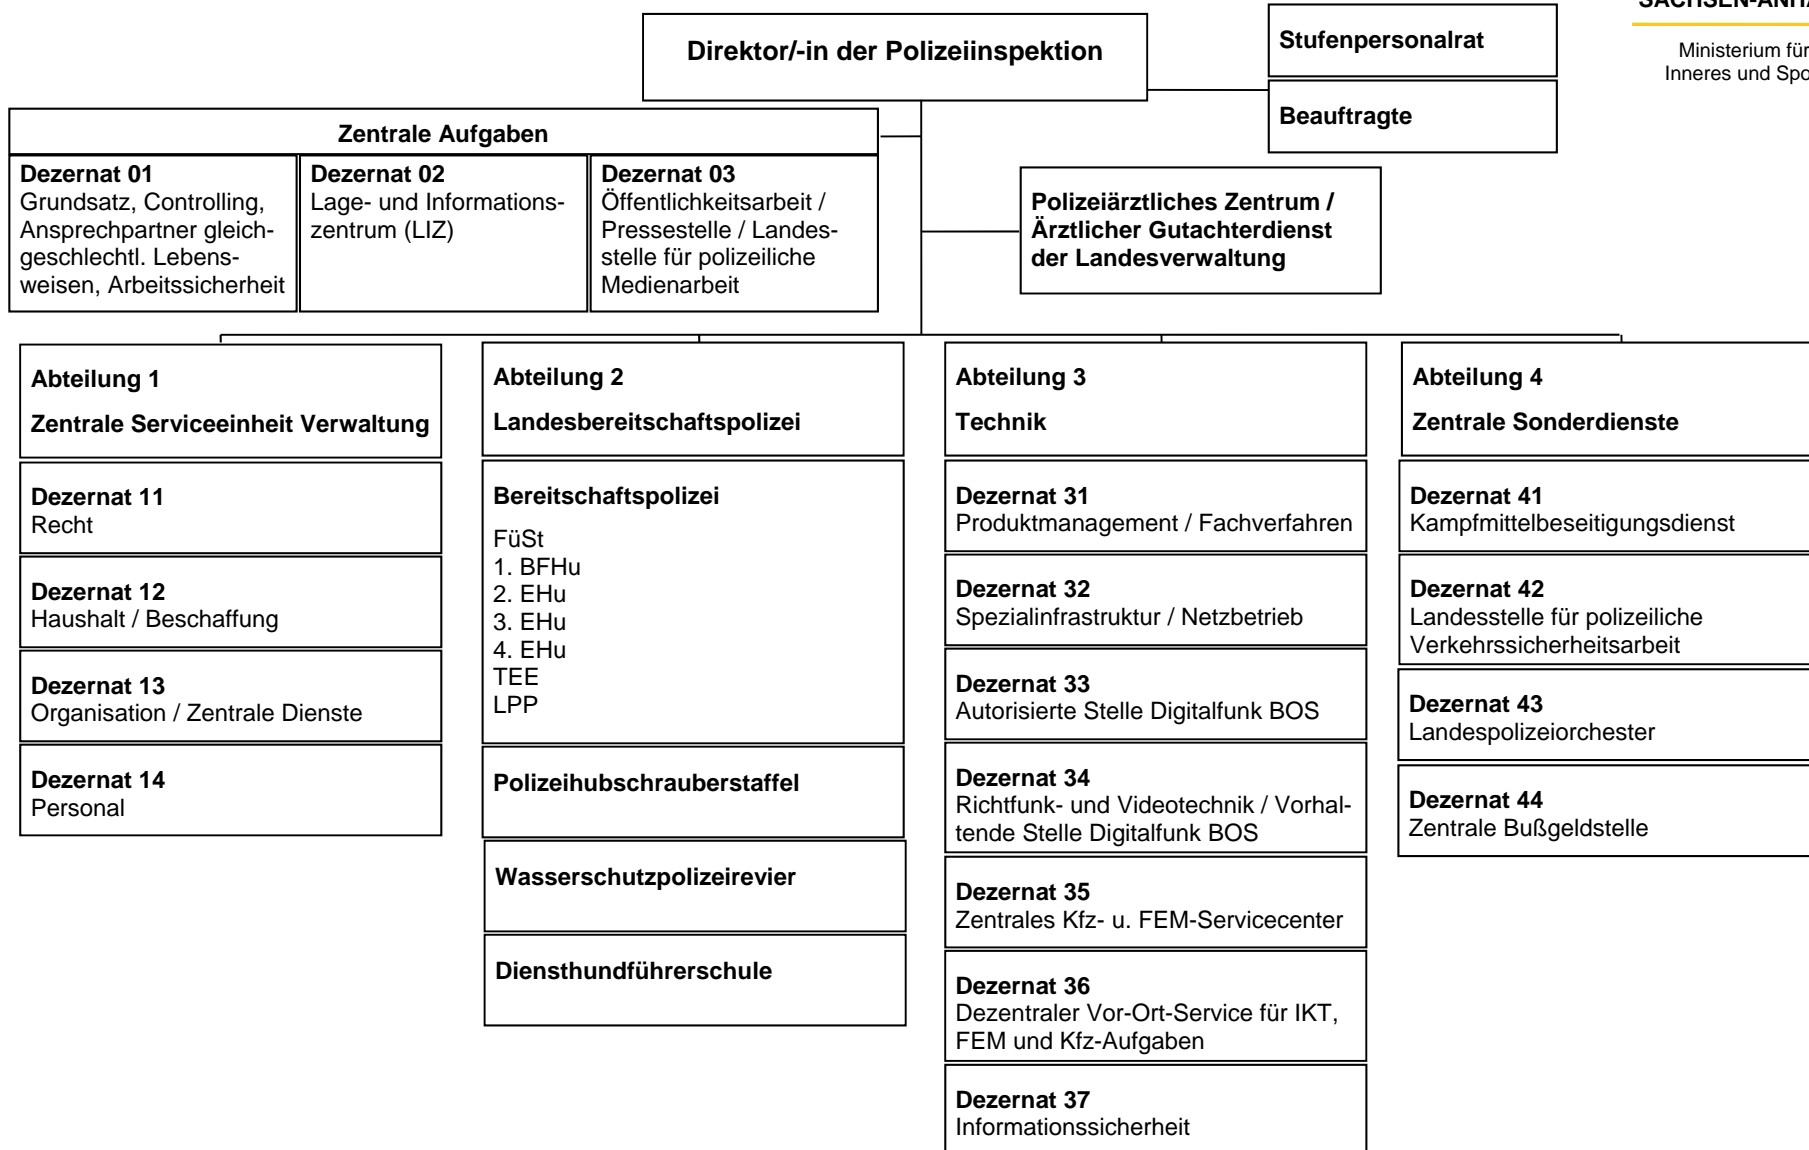 SACHSEN-ANHA
Ministerium für
Inneres und Spo
Direktor/-in der Polizeiinspektion
Stufenpersonalrat
Beauftragte
Zentrale Aufgaben
Dezernat 01
Grundsatz, Controlling,
Ansprechpartner gleich-
geschlechtl. Lebens-
weisen, Arbeitssicherheit
Dezernat 02
Lage- und Informations-
zentrum (LIZ)
Dezernat 03
Öffentlichkeitsarbeit /
Pressestelle / Landes-
stelle für polizeiliche
Medienarbeit
Polizeiärztliches Zentrum /
Ärztlicher Gutachterdienst
der Landesverwaltung
Abteilung 1
Zentrale Serviceeinheit Verwaltung
Dezernat 11
Recht
Dezernat 12
Haushalt / Beschaffung
Dezernat 13
Organisation / Zentrale Dienste
Dezernat 14
Personal
Abteilung 2
Landesbereitschaftspolizei
Bereitschaftspolizei
FüSt
1. BFHu
2. EHu
3. EHu
4. EHu
TEE
LPP
Polizeihubschrauberstaffel
Wasserschutzpolizeirevier
Diensthundführerschule
Abteilung 3
Technik
Dezernat 31
Produktmanagement / Fachverfahren
Dezernat 32
Spezialinfrastruktur / Netzbetrieb
Dezernat 33
Autorisierte Stelle Digitalfunk BOS
Dezernat 34
Richtfunk- und Videotechnik / Vorhal-
tende Stelle Digitalfunk BOS
Dezernat 35
Zentrales Kfz- u. FEM-Servicecenter
Dezernat 36
Dezentraler Vor-Ort-Service für IKT,
FEM und Kfz-Aufgaben
Dezernat 37
Informationssicherheit
Abteilung 4
Zentrale Sonderdienste
Dezernat 41
Kampfmittelbeseitigungsdienst
Dezernat 42
Landesstelle für polizeiliche
Verkehrssicherheitsarbeit
Dezernat 43
Landespolizeiorchester
Dezernat 44
Zentrale Bußgeldstelle